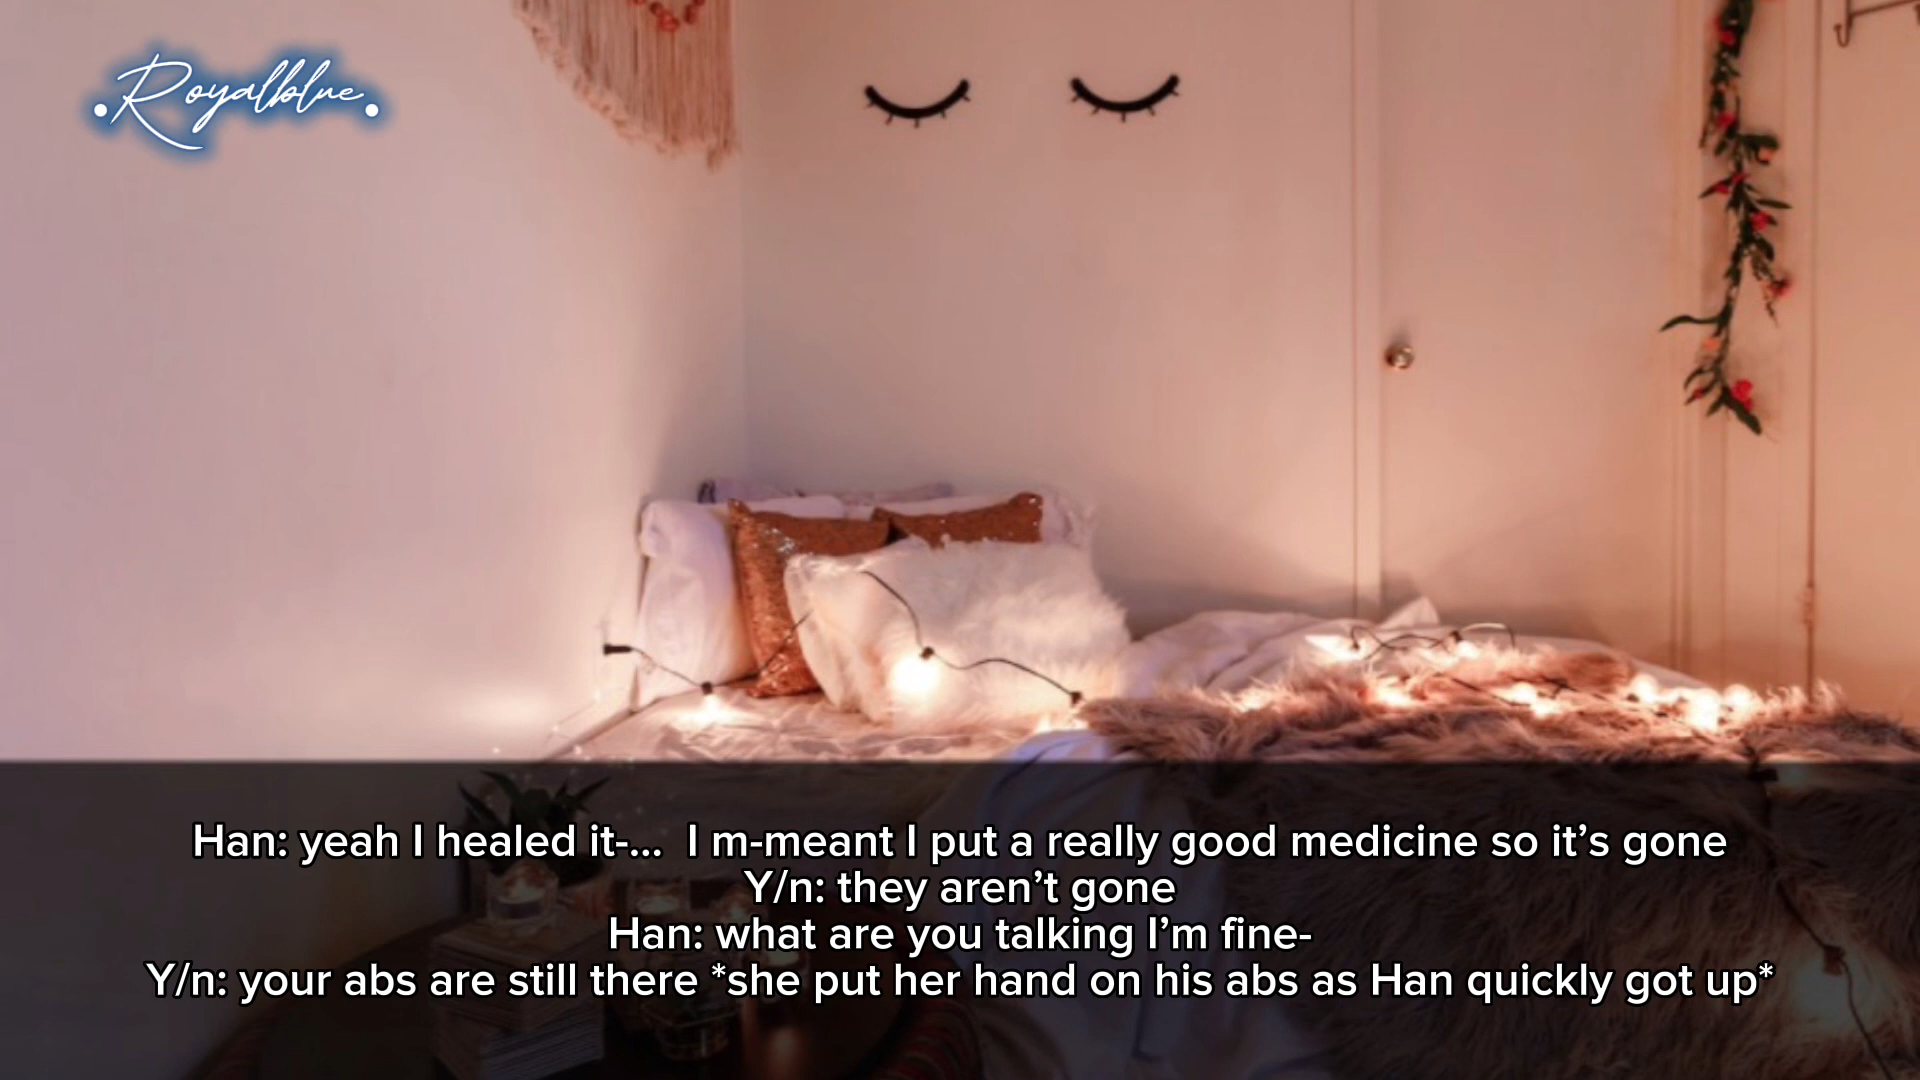 Royalblue
Han: yeah I healed it-... I m-meant I put a really good medicine so it’s gone
Y/n: they aren’t gone
Han: what are you talking I’m fine-
Y/n: your abs are still there *she put her hand on his abs as Han quickly got up*